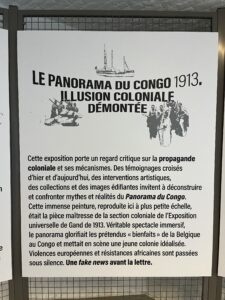 LE PANORAMA DU CONGO 1913.
ILLUSION COLONIALE
DÉMONTÉE
Cette exposition porte un regard critique sur la propagande
coloniale et ses mécanismes. Des témoignages croisés
d'hier et d'aujourd'hui, des interventions artistiques,
des collections et des images édifiantes invitent à déconstruire
et confronter mythes et réalités du Panorama du Congo.
Cette immense peinture, reproduite ici à plus petite échelle,
était la pièce maîtresse de la section coloniale de l'Exposition
universelle de Gand de 1913. Véritable spectacle immersif,
le panorama glorifiait les prétendus « bienfaits » de la Belgique
au Congo et mettait en scène une jeune colonie idéalisée.
Violences européennes et résistances africaines sont passées
sous silence. Une fake news avant la lettre.